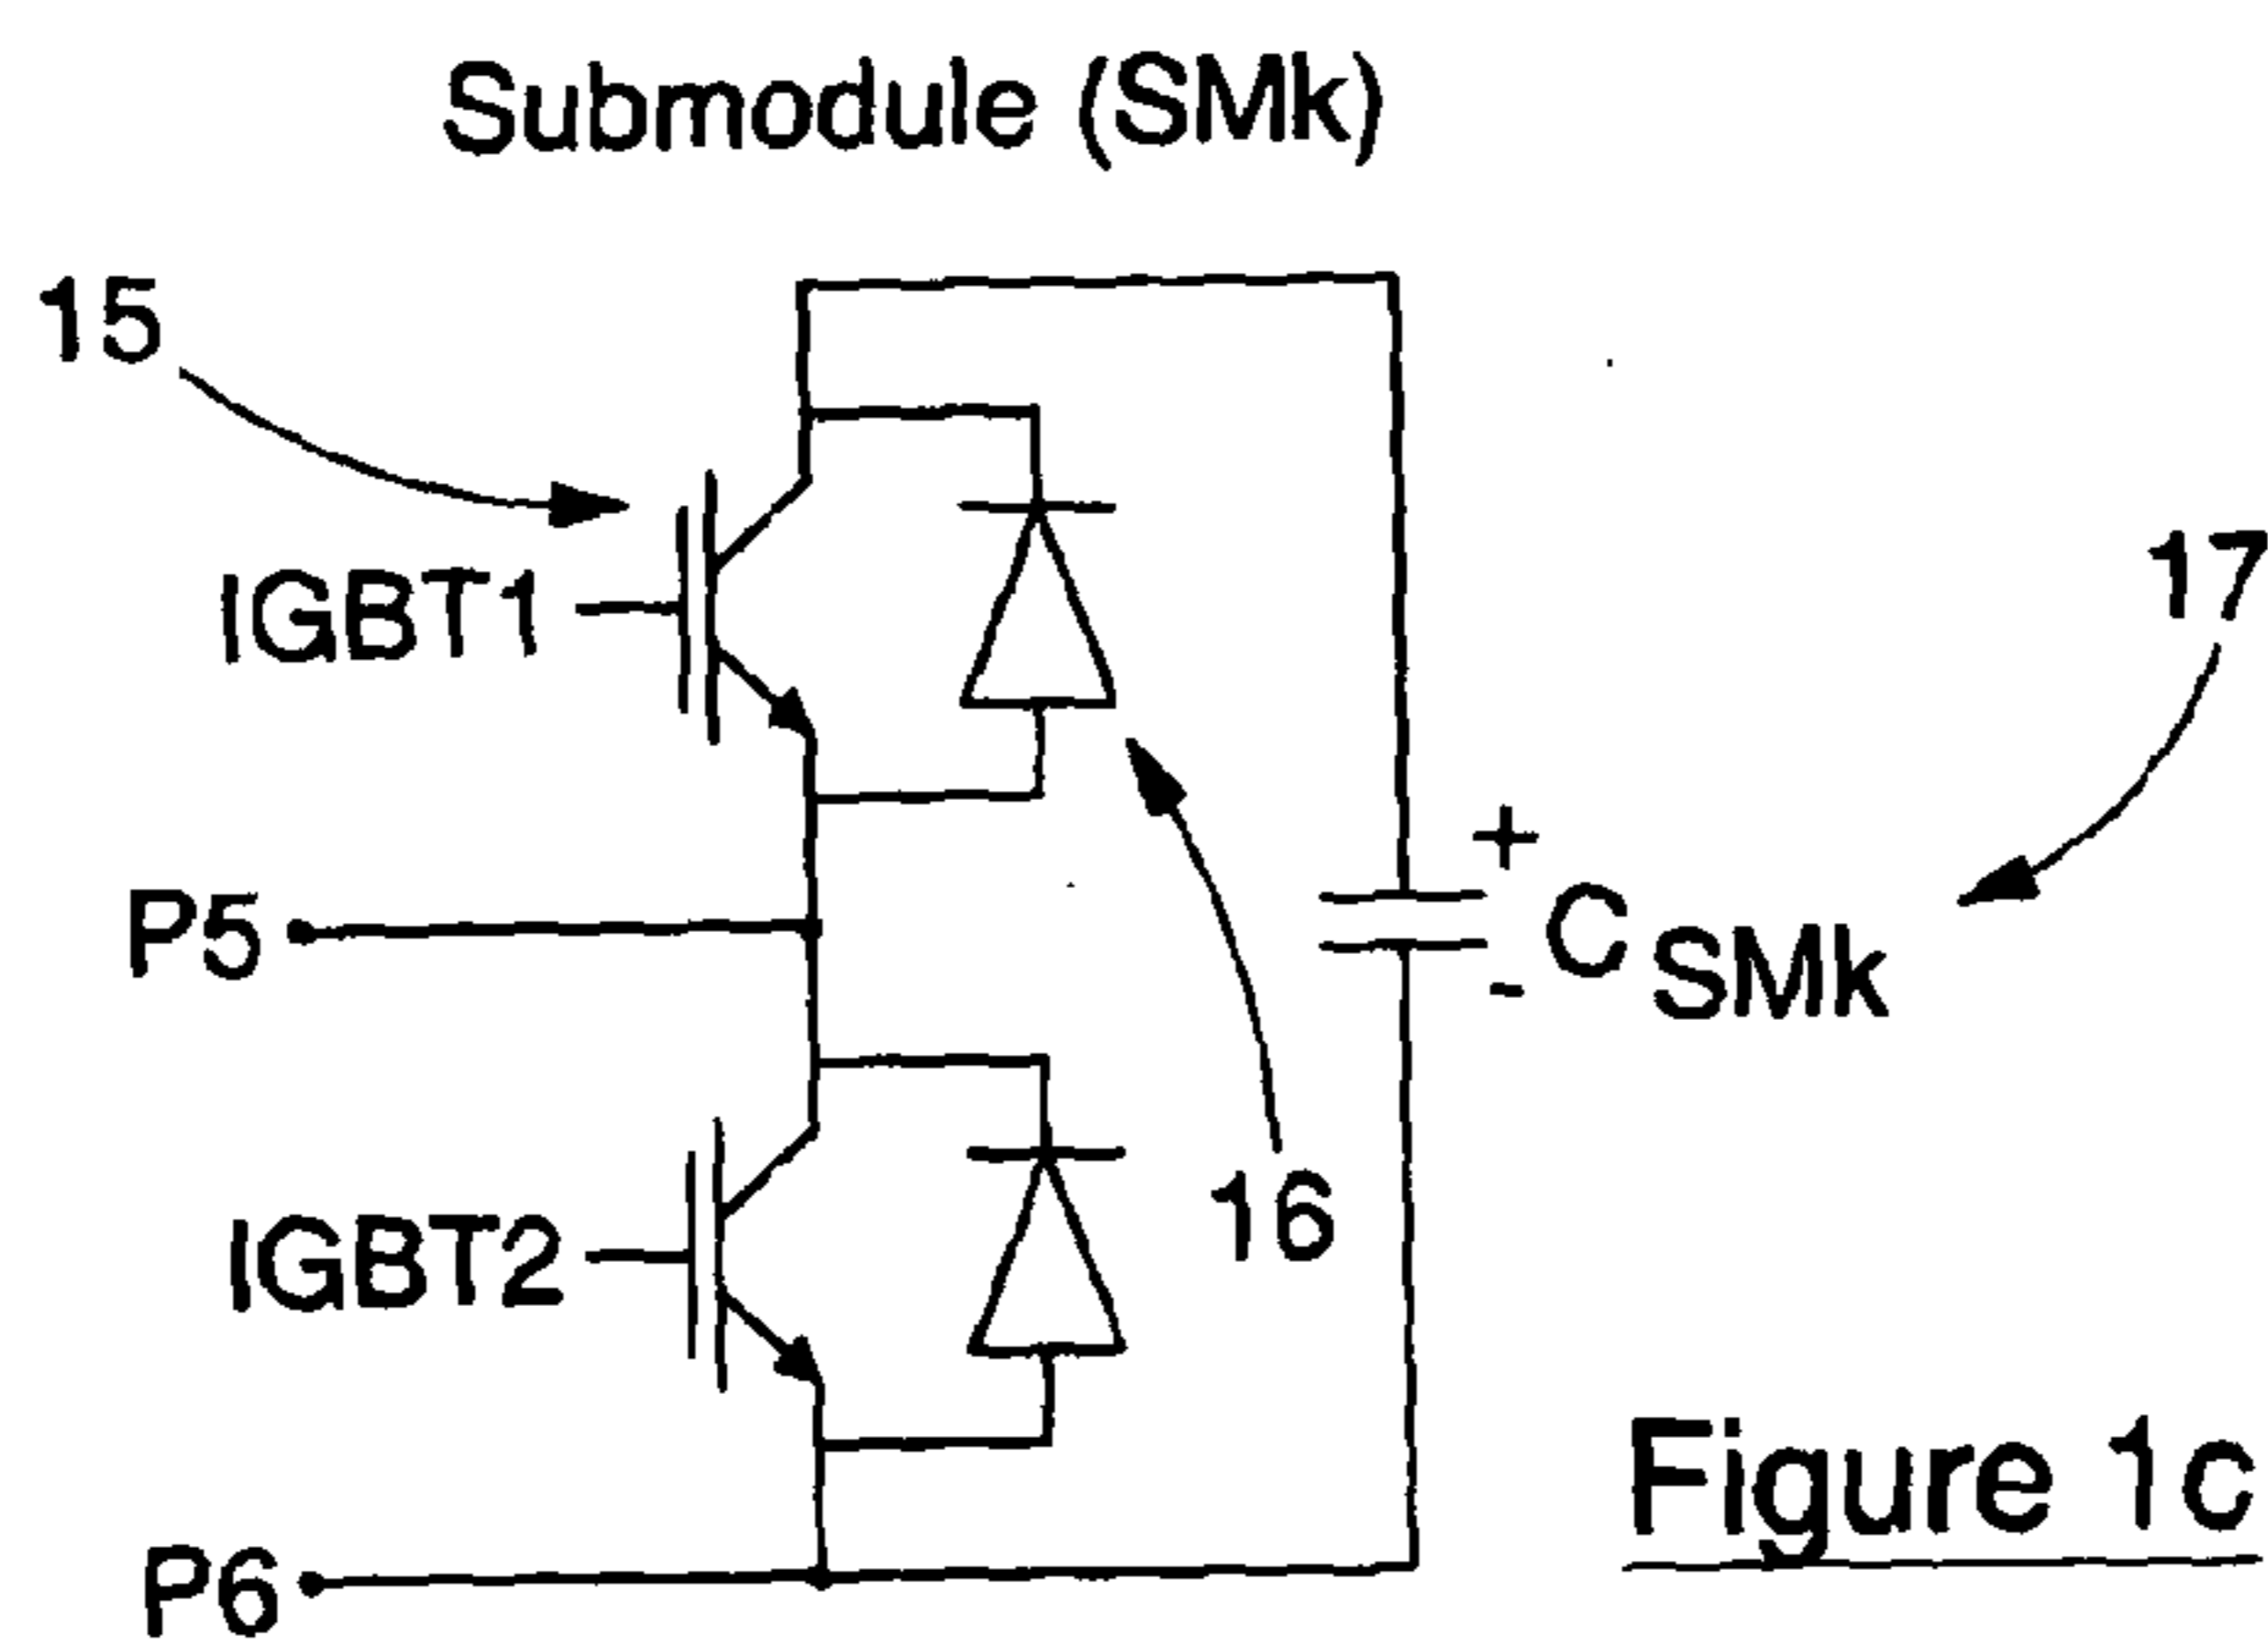 Submodule (SMk)
15
IGBT1
17
P5
+
C SMk
-
16
IGBT2
Figure 1c
P6